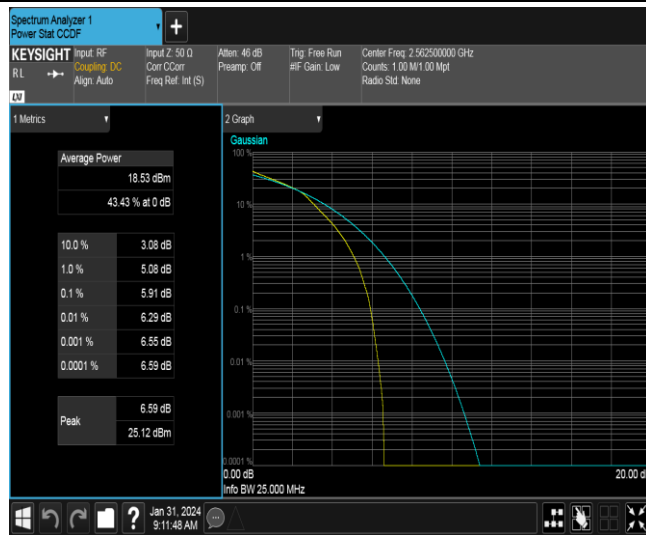 Spectrum Analyzer 1
Power Stat CCDF
KEYSIGHT
RL
Input: RF
Coupling: DC
Align: Auto
Input Z: 50 Ω
Corr CCorr
Freq Ref: Int (S)
Atten: 46 dB
Preamp: Off
Trig: Free Run
#IF Gain: Low
Center Freq: 2.562500000 GHz
Counts: 1.00 M/1.00 Mpt
Radio Std: None
1 Metrics
Average Power
18.53 dBm
43.43 % at 0 dB
10.0 % 3.08 dB
1.0 % 5.08 dB
0.1 % 5.91 dB
0.01 % 6.29 dB
0.001 % 6.55 dB
0.0001 % 6.59 dB
Peak
6.59 dB
25.12 dBm
2 Graph
Gaussian
100 %
10 %
1 %
0.1 %
0.01 %
0.001 %
0.0001 %
0.00 dB
20.00 d
Info BW 25.000 MHz
Jan 31, 2024
9:11:48 AM